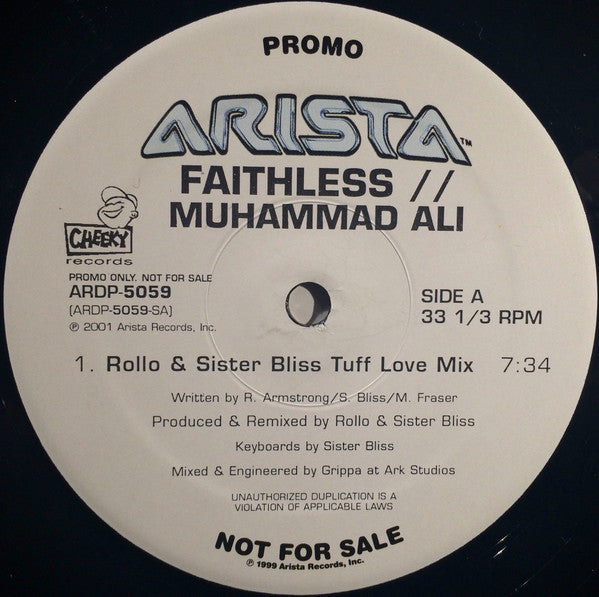 PROMO
ARISTA™
FAITHLESS //
MUHAMMAD ALI
CHEEKY
records
PROMO ONLY. NOT FOR SALE
ARDP-5059
(ARDP-5059-SA)
℗ 2001 Arista Records, Inc.
SIDE A
33 1/3 RPM
1. Rollo & Sister Bliss Tuff Love Mix 7:34
Written by R. Armstrong/S. Bliss/M. Fraser
Produced & Remixed by Rollo & Sister Bliss
Keyboards by Sister Bliss
Mixed & Engineered by Grippa at Ark Studios
UNAUTHORIZED DUPLICATION IS A
VIOLATION OF APPLICABLE LAWS
NOT FOR SALE
℗ 1999 Arista Records, Inc.